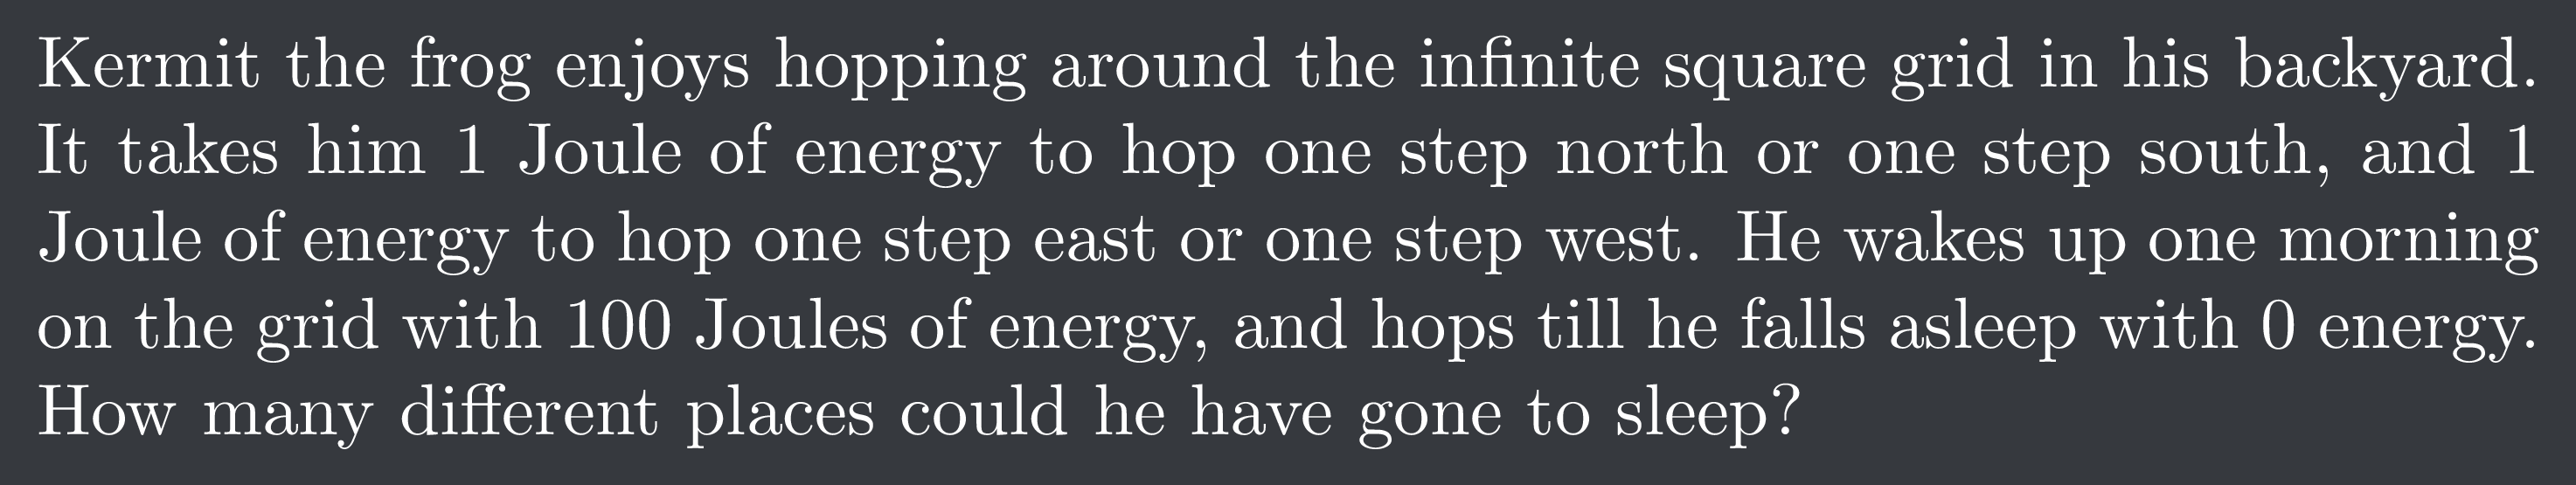 Kermit the frog enjoys hopping around the infinite square grid in his backyard.
It takes him 1 Joule of energy to hop one step north or one step south, and 1
Joule of energy to hop one step east or one step west. He wakes up one morning
on the grid with 100 Joules of energy, and hops till he falls asleep with 0 energy.
How many different places could he have gone to sleep?